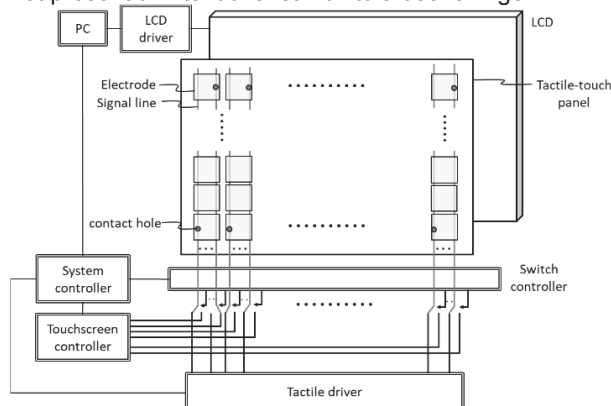 PC
LCD
driver
LCD
Electrode
Signal line
Tactile-touch
panel
contact hole
System
controller
Switch
controller
Touchscreen
controller
Tactile driver